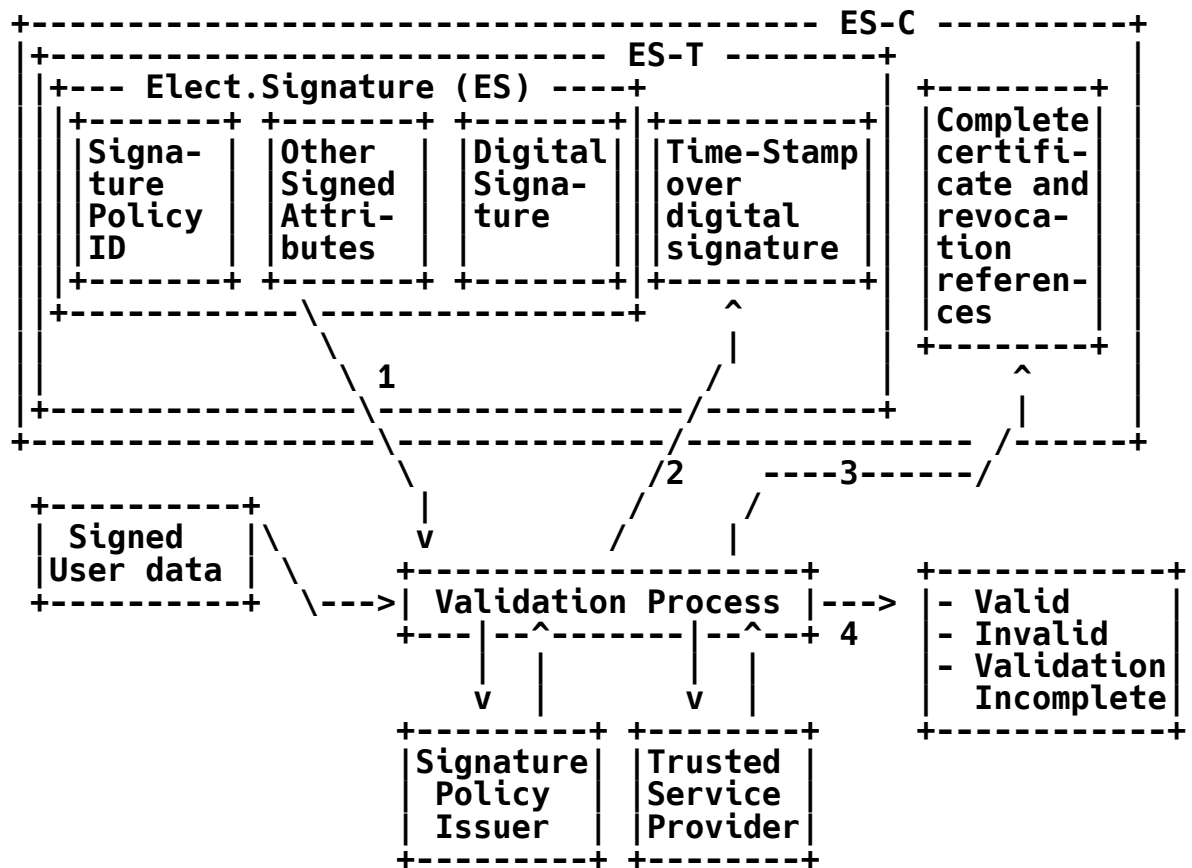 +------------------------------------------ ES-C -----------+
|+----------------------------- ES-T --------+              |
||+--- Elect.Signature (ES) ----+            | +--------+ |
|||+-------+ +-------+ +-------+|+----------+| |Complete| |
||||Signa-  | |Other  | |Digital|||Time-Stamp|| |certifi-| |
||||ture    | |Signed | |Signa- |||over      || |cate and| |
||||Policy  | |Attri- | |ture   |||digital   || |revoca- | |
||||ID      | |butes  | |       |||signature || |tion    | |
|||+-------+ +-------+ +-------+|+----------+| |referen-| |
||+------------\----------------+     ^      | |ces     | |
||              \                     |      | +--------+ |
||               \ 1                 /       |      ^     |
|+----------------\----------------/---------+      |     |
+------------------\--------------/--------------- /------+
                    \            /2    ----3------/
+----------+         |          /     /
| Signed   |\        v         /     |
|User data | \     +--------------------+      +------------+
+----------+  \--->| Validation Process |---> |- Valid     |
                   +---|--^-------|--^--+ 4   |- Invalid   |
                       |  |       |  |        |- Validation|
                       v  |       v  |        |  Incomplete|
                   +---------+ +--------+     +------------+
                   |Signature| |Trusted |
                   | Policy  | |Service |
                   | Issuer  | |Provider|
                   +---------+ +--------+